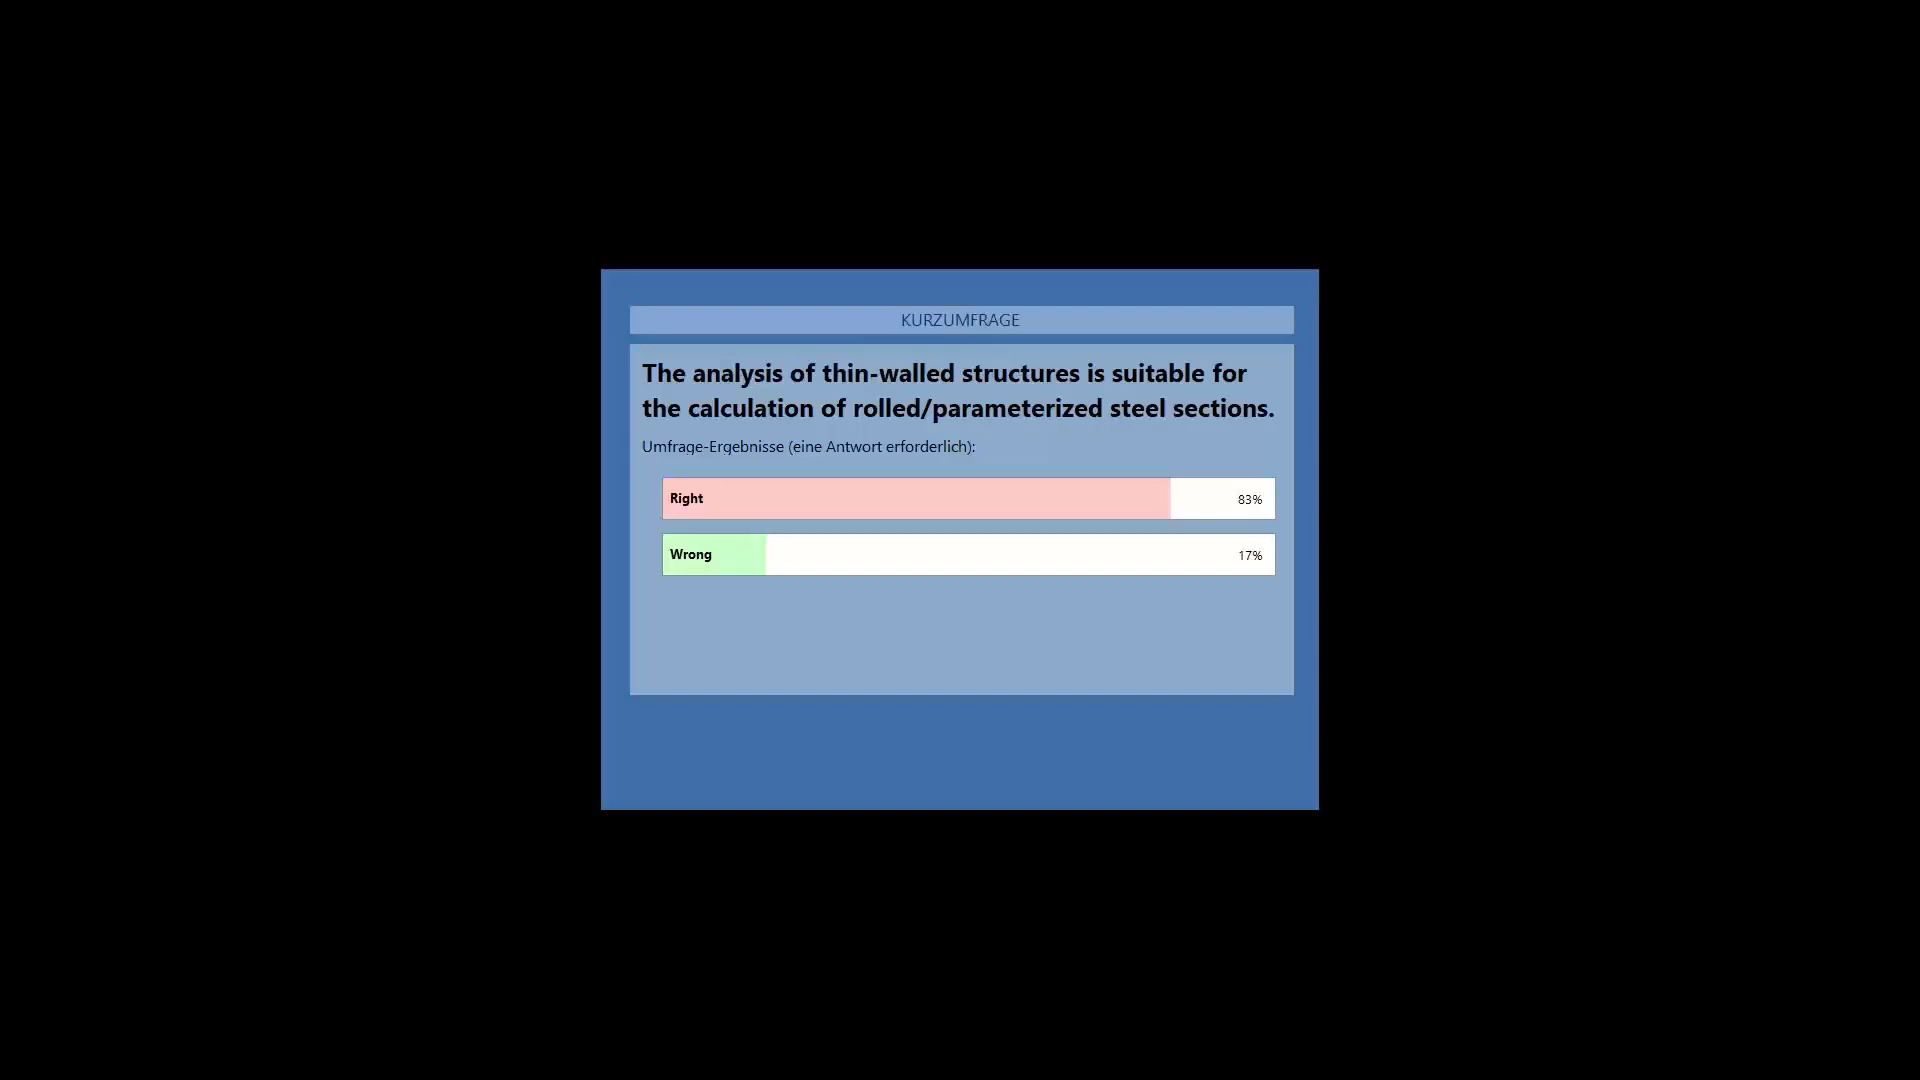 KURZUMFRAGE
The analysis of thin-walled structures is suitable for
the calculation of rolled/parameterized steel sections.
Umfrage-Ergebnisse (eine Antwort erforderlich):
Right 83%
Wrong 17%